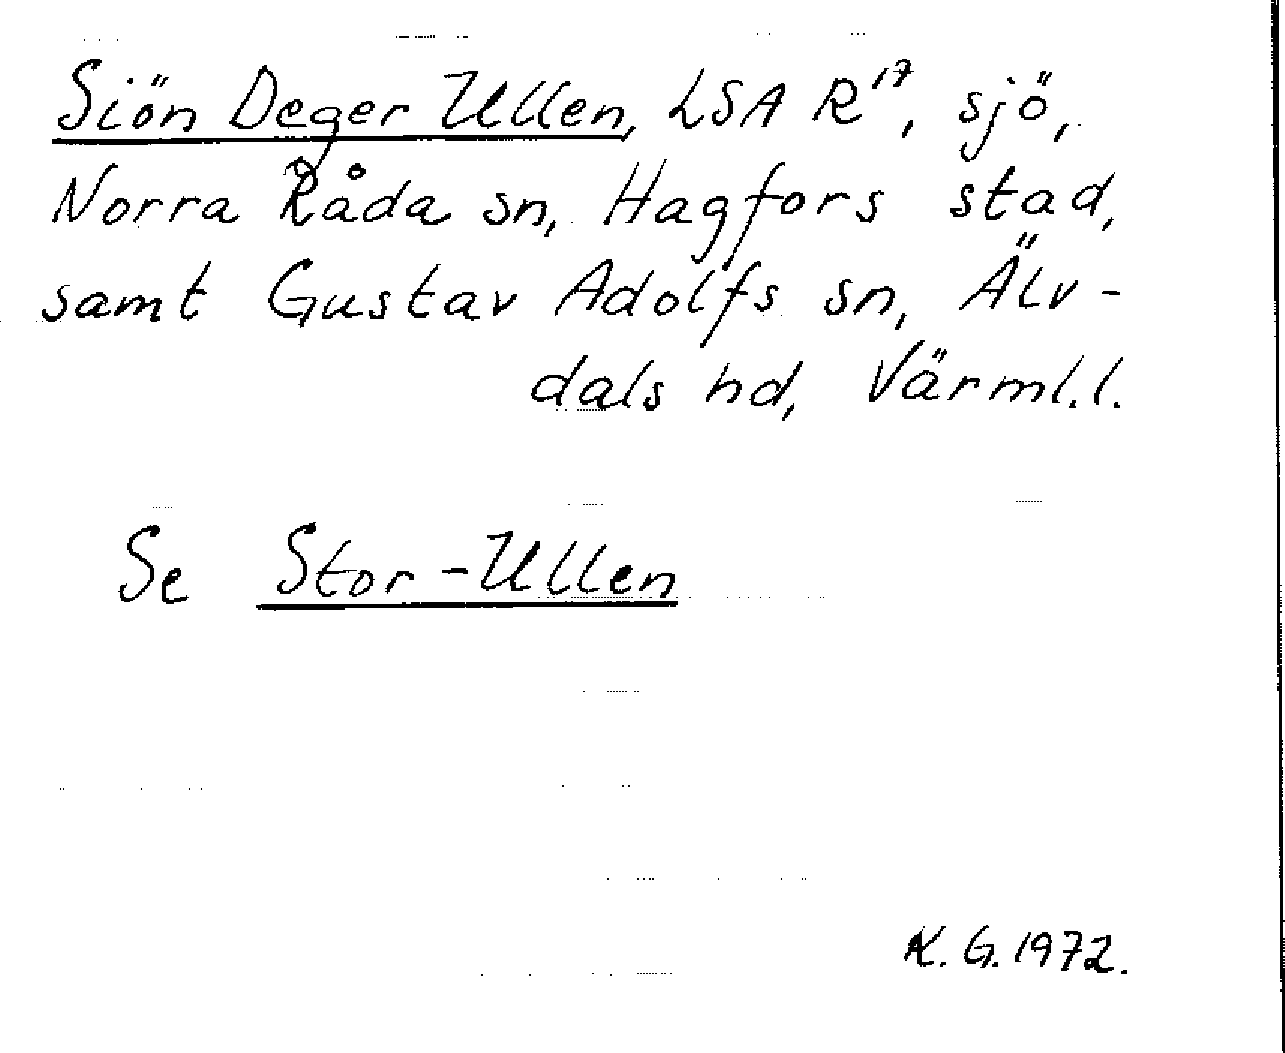 Siön Deger Ullen, LSA R¹⁷, sjö,
Norra Råda sn, Hagfors stad,
samt Gustav Adolfs sn, Älv-
dals hd, Värml.l.
Se Stor-Ullen
K.G.1972.